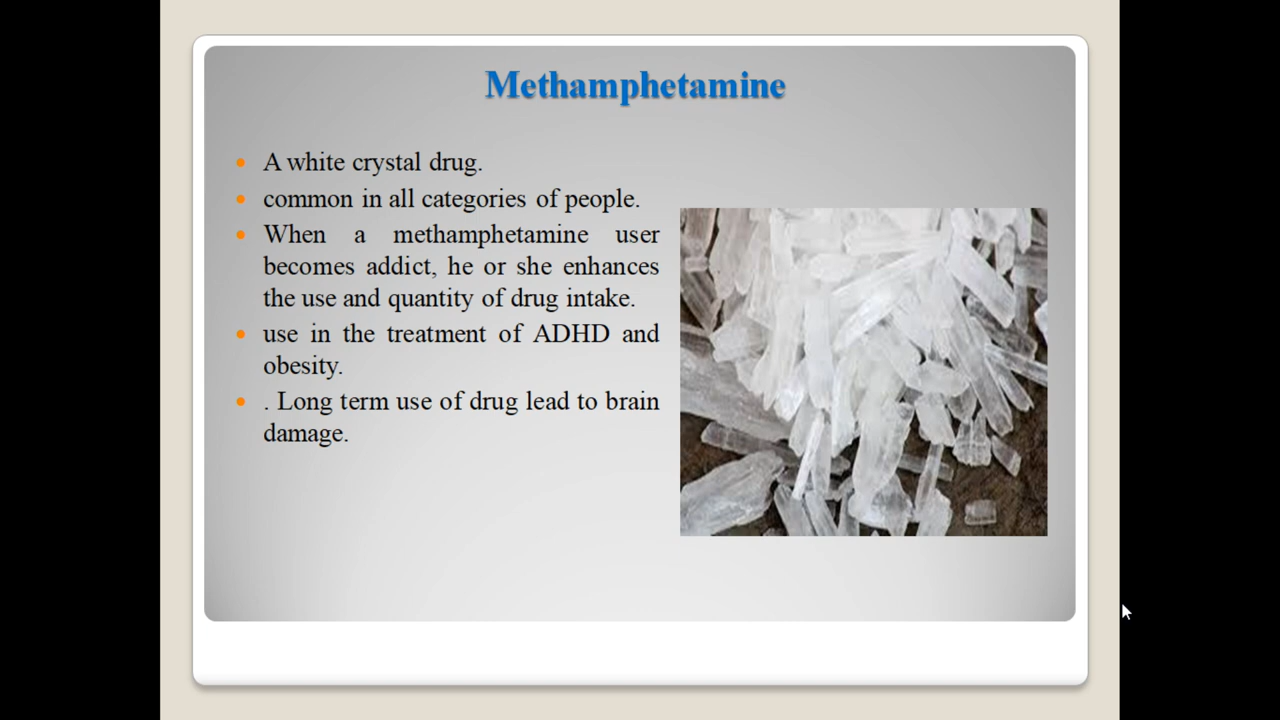 Methamphetamine
A white crystal drug.
common in all categories of people.
When a methamphetamine user
becomes addict, he or she enhances
the use and quantity of drug intake.
use in the treatment of ADHD and
obesity.
. Long term use of drug lead to brain
damage.